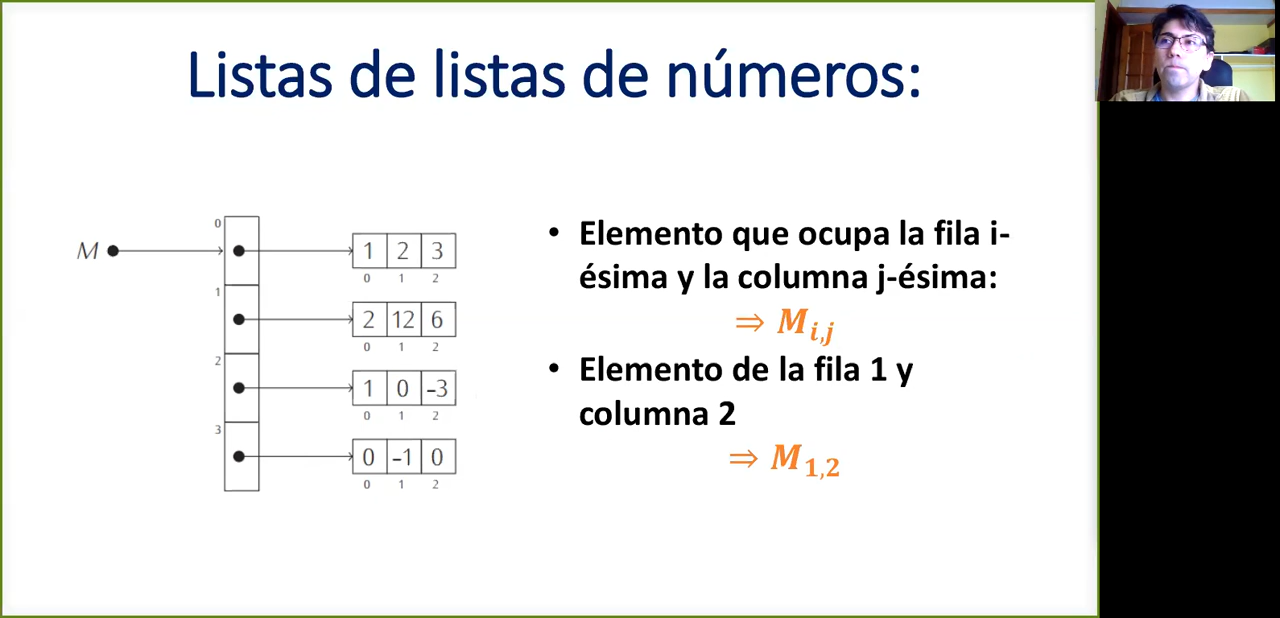 Listas de listas de números:
M
0
1 2 3
0 1 2
1
2 12 6
0 1 2
2
1 0 -3
0 1 2
3
0 -1 0
0 1 2
• Elemento que ocupa la fila i-
ésima y la columna j-ésima:
⇒ M i,j
• Elemento de la fila 1 y
columna 2
⇒ M 1,2